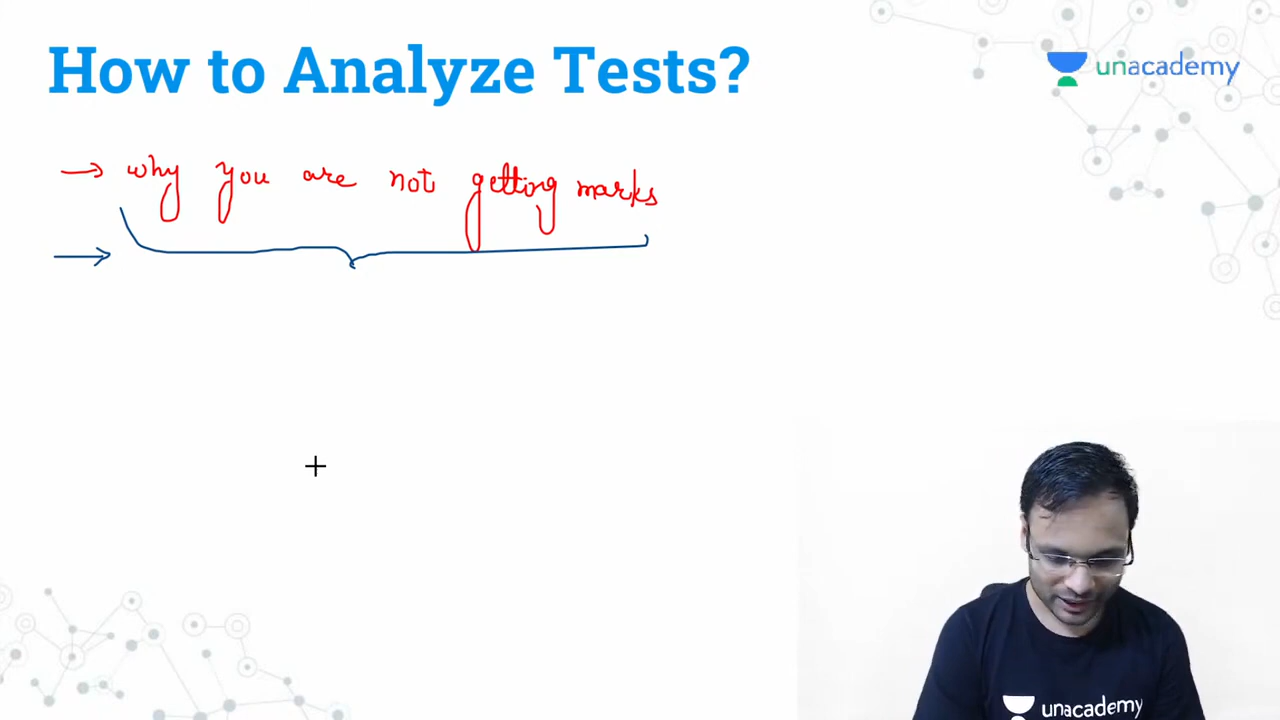 How to Analyze Tests?
unacademy
→ why you are not getting marks
→
unacademy